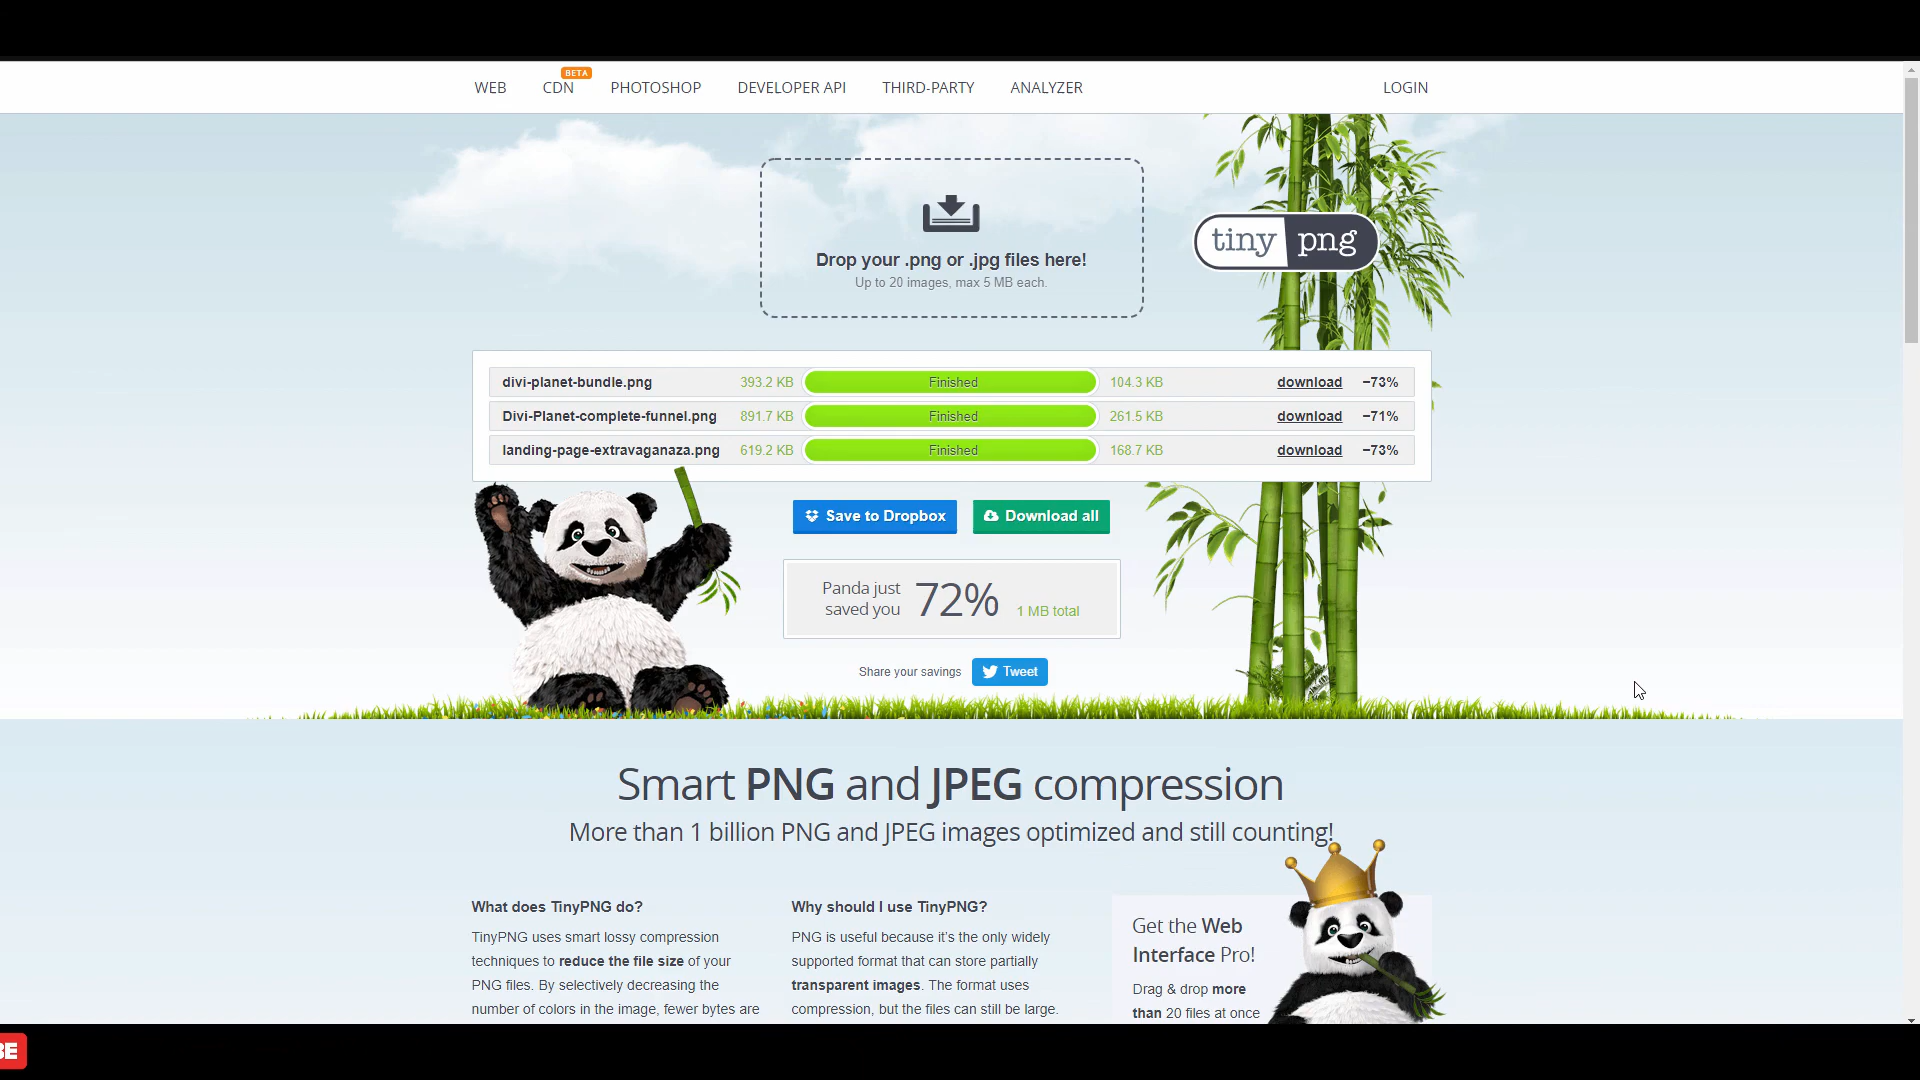 WEB
CDN
BETA
PHOTOSHOP
DEVELOPER API
THIRD-PARTY
ANALYZER
LOGIN
Drop your .png or .jpg files here!
Up to 20 images, max 5 MB each.
tiny png
divi-planet-bundle.png 393.2 KB Finished 104.3 KB download −73%
Divi-Planet-complete-funnel.png 891.7 KB Finished 261.5 KB download −71%
landing-page-extravaganaza.png 619.2 KB Finished 168.7 KB download −73%
Save to Dropbox
Download all
Panda just
saved you
72%
1 MB total
Share your savings
Tweet
Smart PNG and JPEG compression
More than 1 billion PNG and JPEG images optimized and still counting!
What does TinyPNG do?
TinyPNG uses smart lossy compression
techniques to reduce the file size of your
PNG files. By selectively decreasing the
number of colors in the image, fewer bytes are
Why should I use TinyPNG?
PNG is useful because it’s the only widely
supported format that can store partially
transparent images. The format uses
compression, but the files can still be large.
Get the Web
Interface Pro!
Drag & drop more
than 20 files at once
BE